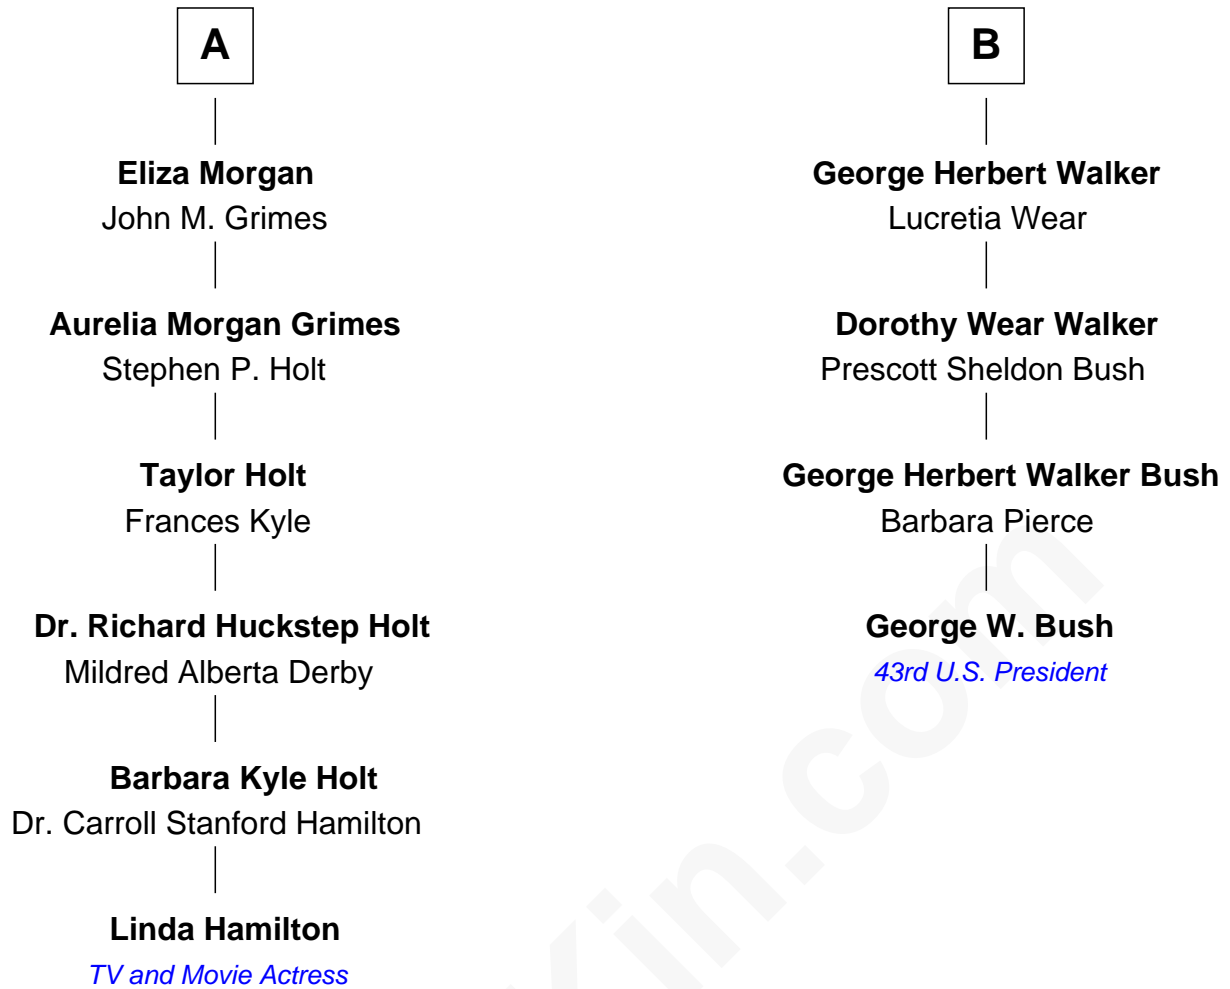 A
Eliza Morgan
John M. Grimes
Aurelia Morgan Grimes
Stephen P. Holt
Taylor Holt
Frances Kyle
Dr. Richard Huckstep Holt
Mildred Alberta Derby
Barbara Kyle Holt
Dr. Carroll Stanford Hamilton
Linda Hamilton
TV and Movie Actress
B
George Herbert Walker
Lucretia Wear
Dorothy Wear Walker
Prescott Sheldon Bush
George Herbert Walker Bush
Barbara Pierce
George W. Bush
43rd U.S. President
Kin.com